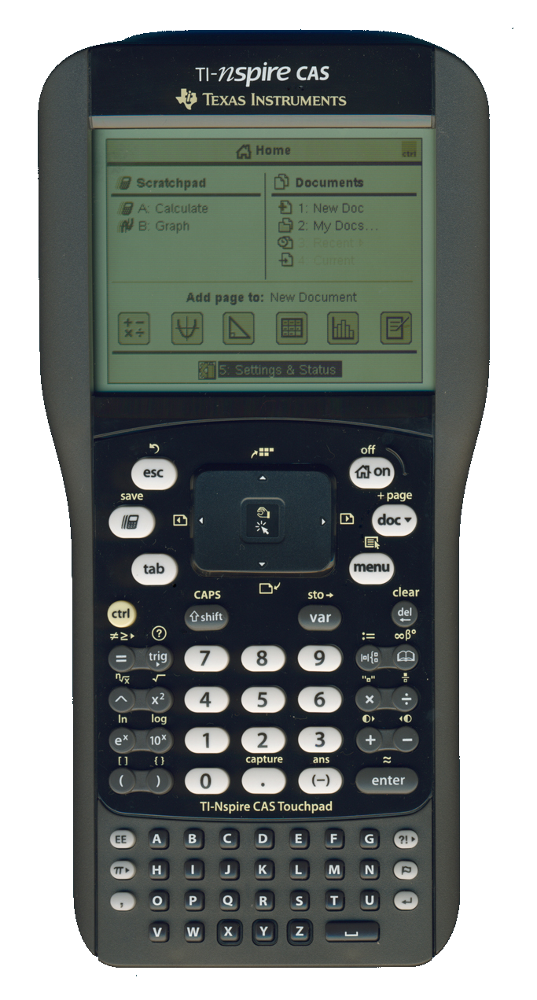 TI-nspire CAS
TEXAS INSTRUMENTS
Home
ctrl
Scratchpad
Documents
A: Calculate
1: New Doc
B: Graph
2: My Docs...
3: Recent
4: Current
Add page to: New Document
5: Settings & Status
off
esc
on
save
+ page
doc
tab
menu
CAPS
sto→
clear
ctrl
shift
var
del
≠≥▸ ?
:= ∞β°
= trig 7 8 9 |□|{
ⁿ√x √
"□"
^ x² 4 5 6 × ÷
ln log
eˣ 10ˣ 1 2 3 + −
[ ] { } capture ans ≈
( ) 0 . (−) enter
TI-Nspire CAS Touchpad
EE A B C D E F G ?!▸
π▸ H I J K L M N
, O P Q R S T U
V W X Y Z